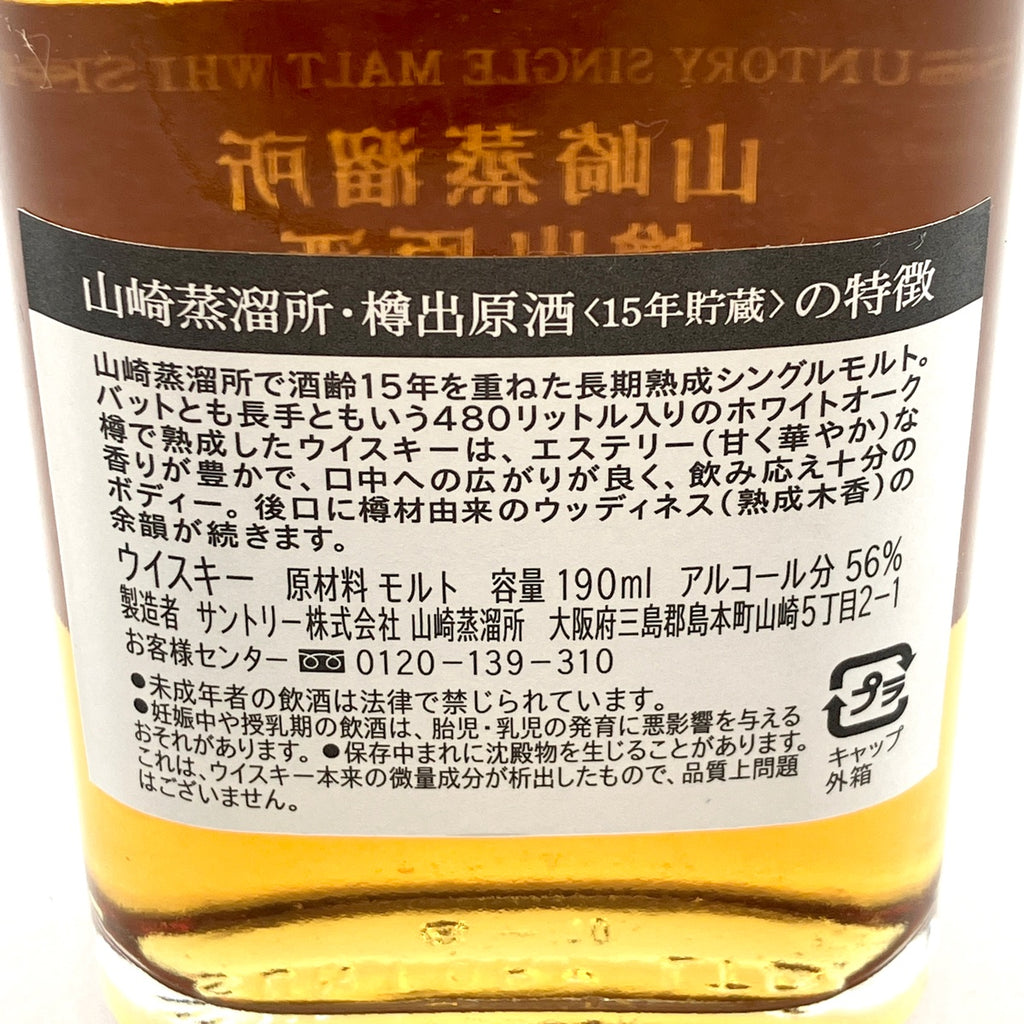 UNTORY SINGLE MALT WHIS
山崎蒸溜所
樽出原酒
山崎蒸溜所・樽出原酒〈15年貯蔵〉の特徴
山崎蒸溜所で酒齢15年を重ねた長期熟成シングルモルト。
バットとも長手ともいう480リットル入りのホワイトオーク
樽で熟成したウイスキーは、エステリー(甘く華やか)な
香りが豊かで、口中への広がりが良く、飲み応え十分の
ボディー。後口に樽材由来のウッディネス(熟成木香)の
余韻が続きます。
ウイスキー 原材料 モルト 容量 190ml アルコール分 56%
製造者 サントリー株式会社 山崎蒸溜所 大阪府三島郡島本町山崎5丁目2-1
お客様センター 0120-139-310
●未成年者の飲酒は法律で禁じられています。
●妊娠中や授乳期の飲酒は、胎児・乳児の発育に悪影響を与える
おそれがあります。●保存中まれに沈殿物を生じることがあります。
これは、ウイスキー本来の微量成分が析出したもので、品質上問題
はございません。
プラ
キャップ
外箱